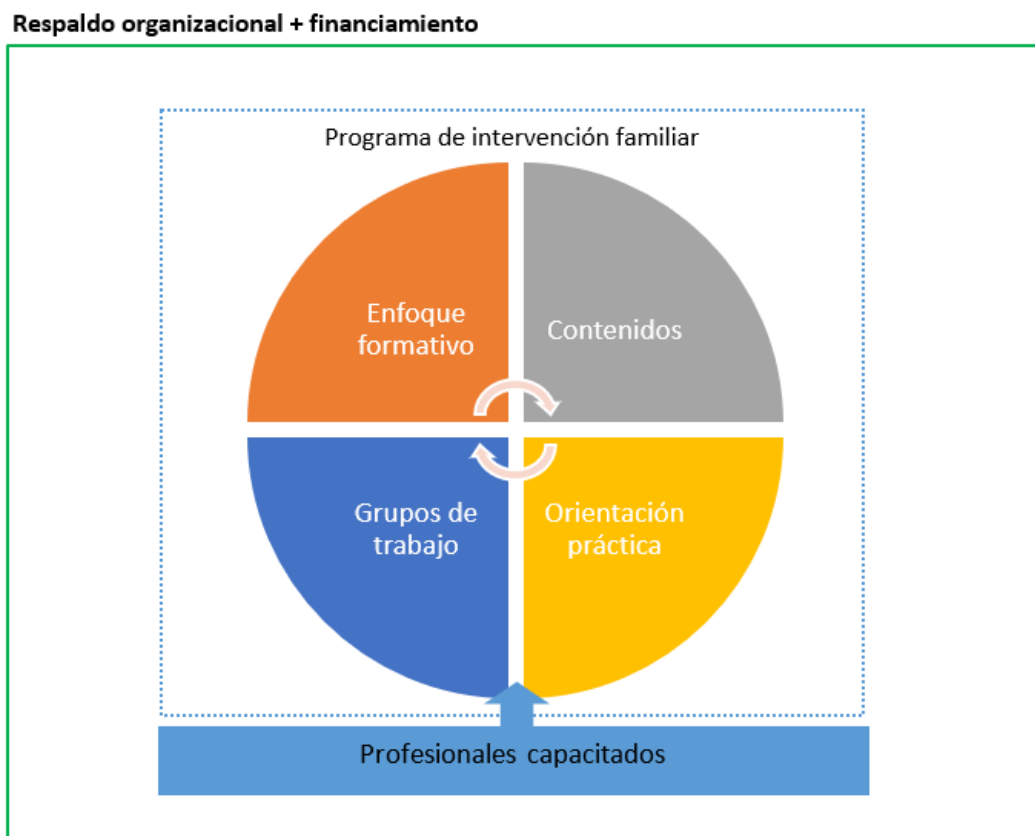 Respaldo organizacional + financiamiento
Programa de intervención familiar
Enfoque
formativo
Contenidos
Grupos de
trabajo
Orientación
práctica
Profesionales capacitados